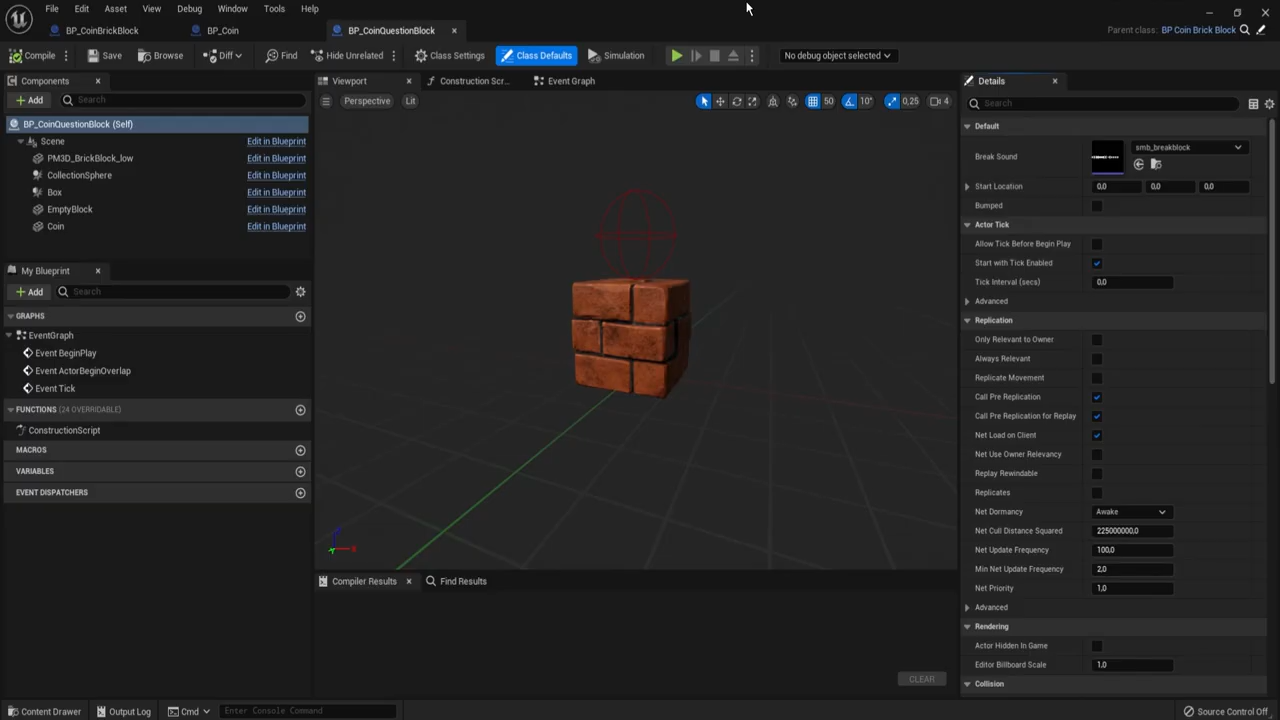 File Edit Asset View Debug Window Tools Help
BP_CoinBrickBlock BP_Coin BP_CoinQuestionBlock
Parent class: BP Coin Brick Block
Compile Save Browse Diff Find Hide Unrelated Class Settings Class Defaults Simulation No debug object selected
Components
Add Search
BP_CoinQuestionBlock (Self)
Scene Edit in Blueprint
PM3D_BrickBlock_low Edit in Blueprint
CollectionSphere Edit in Blueprint
Box Edit in Blueprint
EmptyBlock Edit in Blueprint
Coin Edit in Blueprint
My Blueprint
Add Search
GRAPHS
EventGraph
Event BeginPlay
Event ActorBeginOverlap
Event Tick
FUNCTIONS (24 OVERRIDABLE)
ConstructionScript
MACROS
VARIABLES
EVENT DISPATCHERS
Viewport Construction Scr... Event Graph
Perspective Lit 50 10° 0,25 4
Compiler Results Find Results
CLEAR
Details
Search
Default
Break Sound smb_breakblock
Start Location 0,0 0,0 0,0
Bumped
Actor Tick
Allow Tick Before Begin Play
Start with Tick Enabled
Tick Interval (secs) 0,0
Advanced
Replication
Only Relevant to Owner
Always Relevant
Replicate Movement
Call Pre Replication
Call Pre Replication for Replay
Net Load on Client
Net Use Owner Relevancy
Replay Rewindable
Replicates
Net Dormancy Awake
Net Cull Distance Squared 225000000,0
Net Update Frequency 100,0
Min Net Update Frequency 2,0
Net Priority 1,0
Advanced
Rendering
Actor Hidden In Game
Editor Billboard Scale 1,0
Collision
Content Drawer Output Log Cmd Enter Console Command Source Control Off